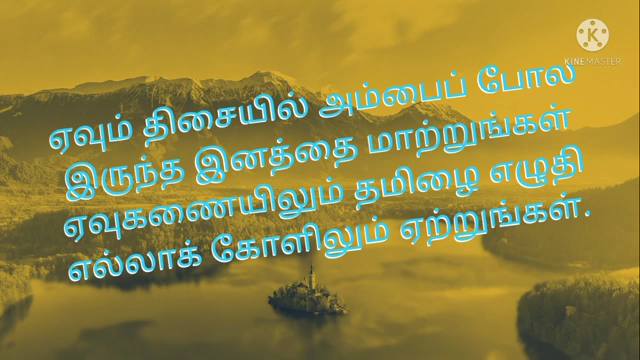 KINEMASTER
ஏவும் திசையில் அம்பைப் போல
இருந்த இனத்தை மாற்றுங்கள்
ஏவுகணையிலும் தமிழை எழுதி
எல்லாக் கோளிலும் ஏற்றுங்கள்.